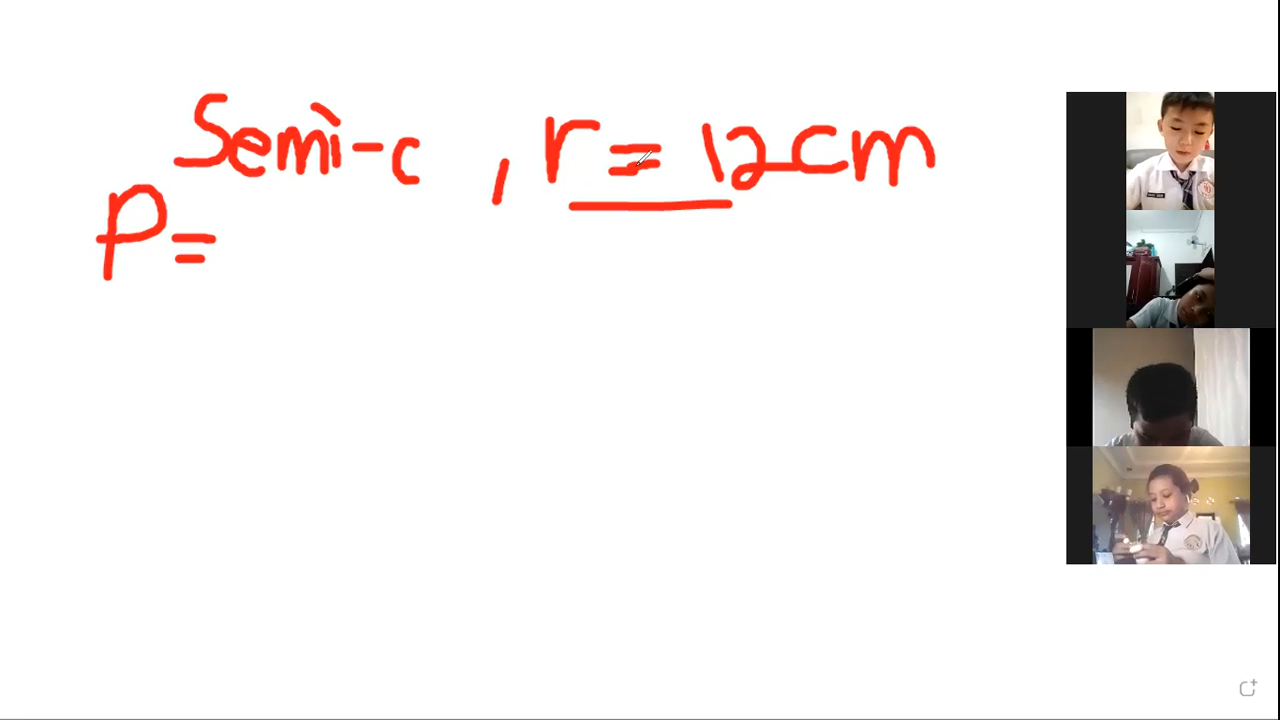 Semi-c , r = 12cm
P=